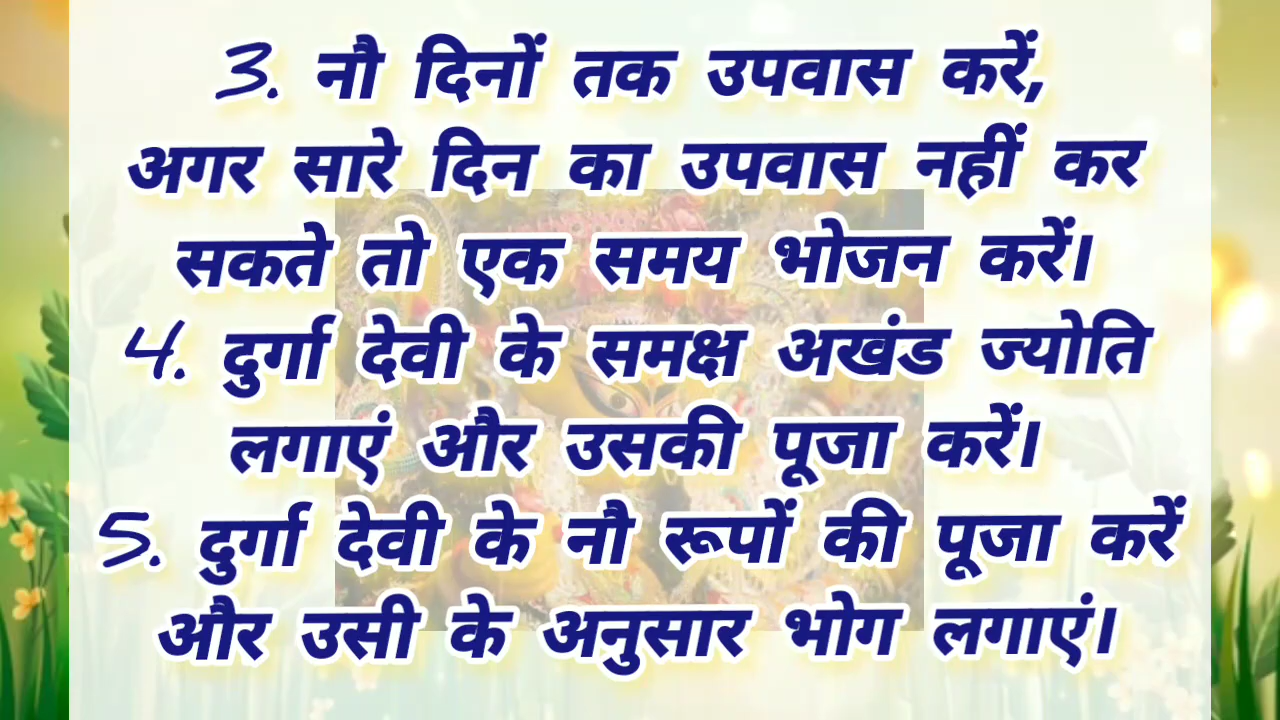 3. नौ दिनों तक उपवास करें,
अगर सारे दिन का उपवास नहीं कर
सकते तो एक समय भोजन करें।
4. दुर्गा देवी के समक्ष अखंड ज्योति
लगाएं और उसकी पूजा करें।
5. दुर्गा देवी के नौ रूपों की पूजा करें
और उसी के अनुसार भोग लगाएं।